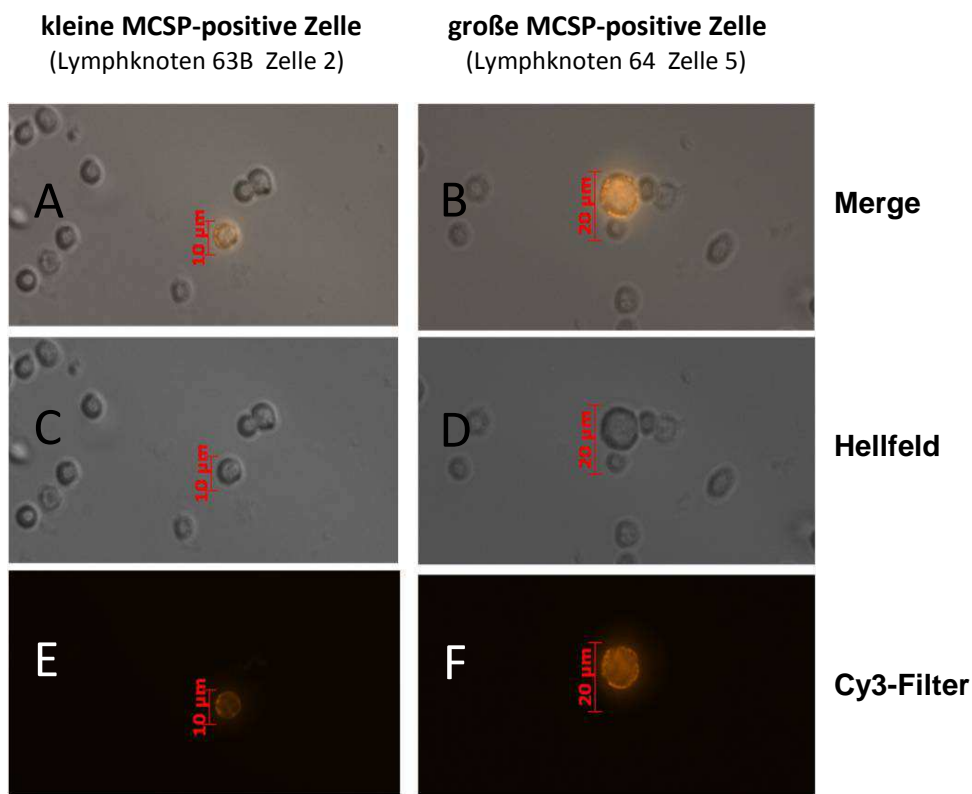 kleine MCSP-positive Zelle
(Lymphknoten 63B Zelle 2)
große MCSP-positive Zelle
(Lymphknoten 64 Zelle 5)
A
10 µm
B
20 µm
Merge
C
10 µm
D
20 µm
Hellfeld
E
10 µm
F
20 µm
Cy3-Filter